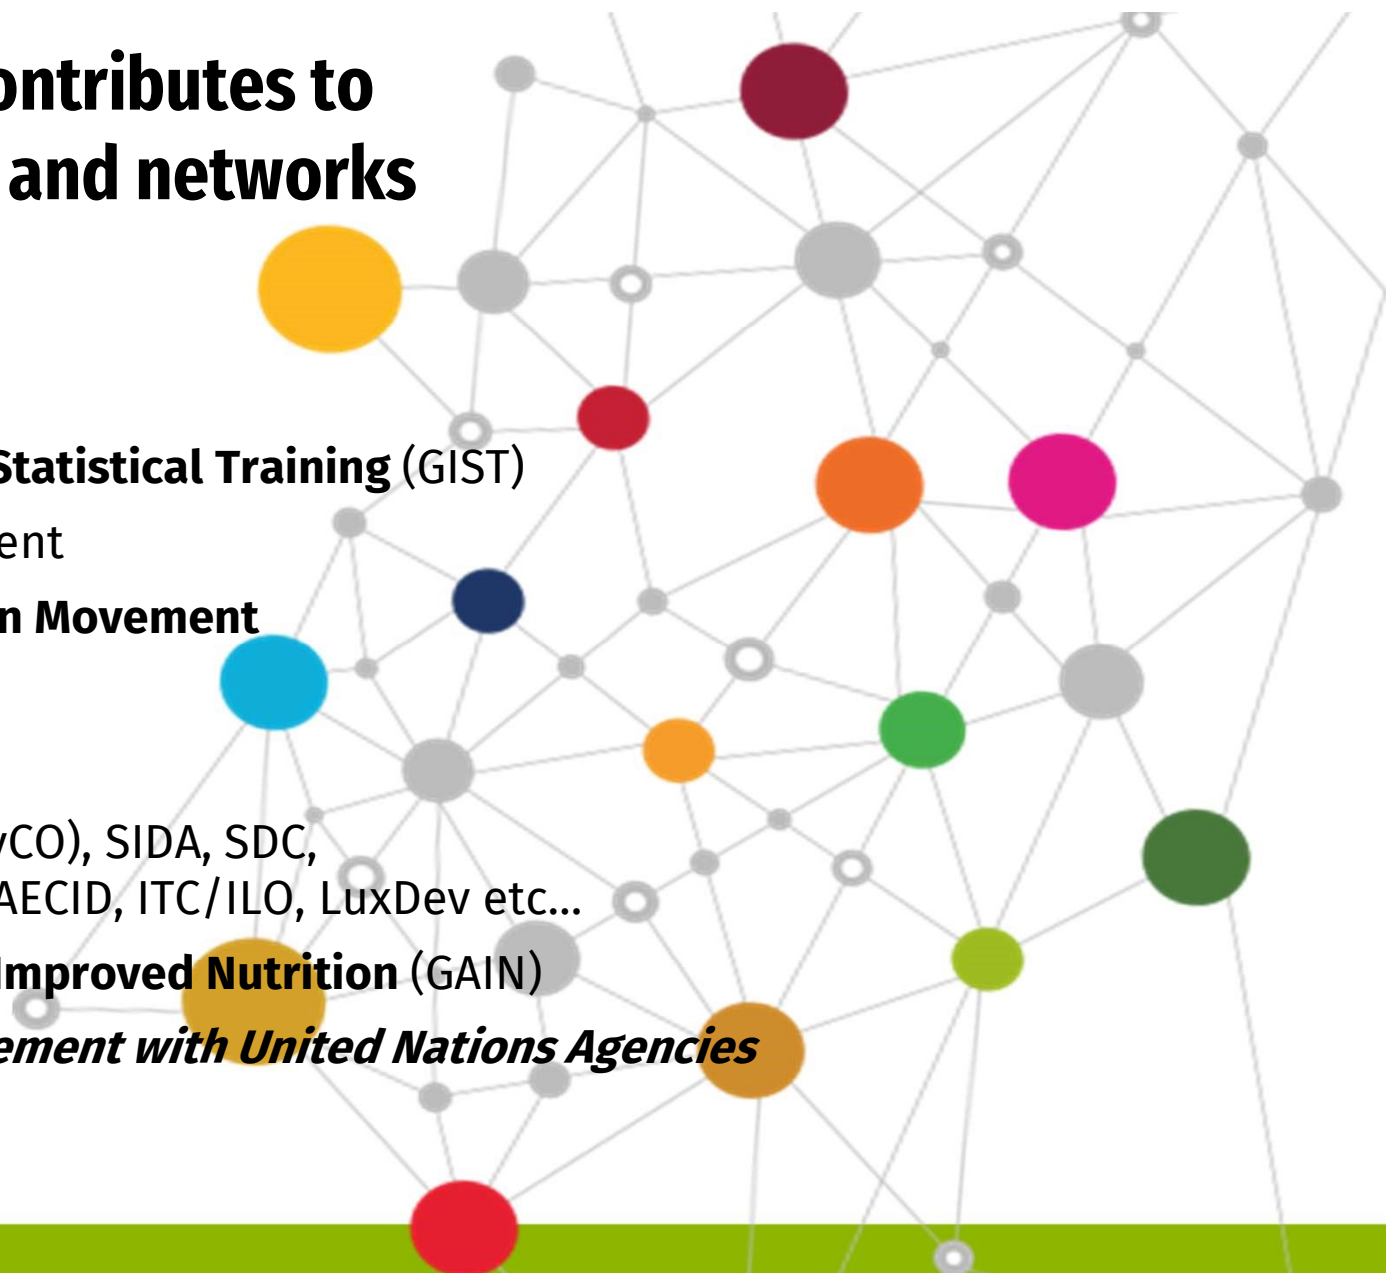 ontributes to
and networks
Statistical Training (GIST)
ent
n Movement
CO), SIDA, SDC,
AECID, ITC/ILO, LuxDev etc...
Improved Nutrition (GAIN)
ement with United Nations Agencies